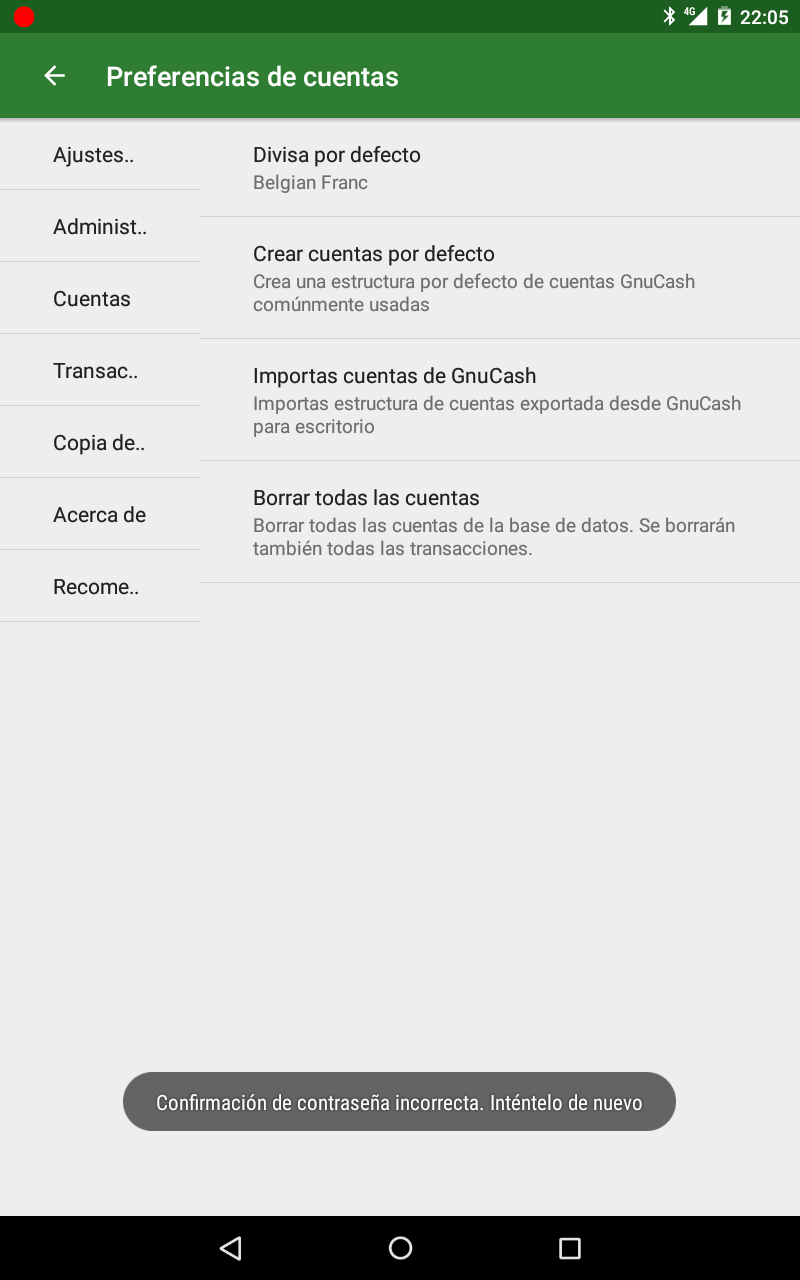 4G 22:05
Preferencias de cuentas
Ajustes..
Administ..
Cuentas
Transac..
Copia de..
Acerca de
Recome..
Divisa por defecto
Belgian Franc
Crear cuentas por defecto
Crea una estructura por defecto de cuentas GnuCash
comúnmente usadas
Importas cuentas de GnuCash
Importas estructura de cuentas exportada desde GnuCash
para escritorio
Borrar todas las cuentas
Borrar todas las cuentas de la base de datos. Se borrarán
también todas las transacciones.
Confirmación de contraseña incorrecta. Inténtelo de nuevo